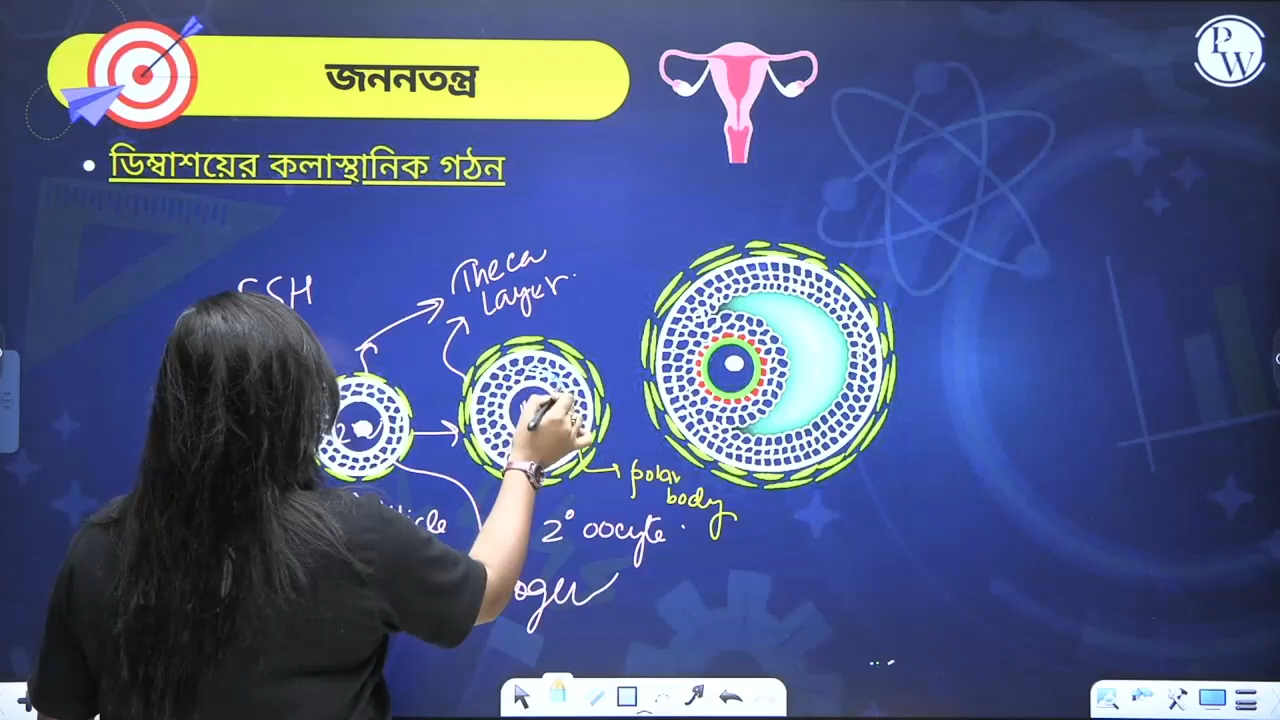 জননতন্ত্র
PW
• ডিম্বাশয়ের কলাস্থানিক গঠন
FSH
Theca
Layer.
polar
body
2° oocyte.